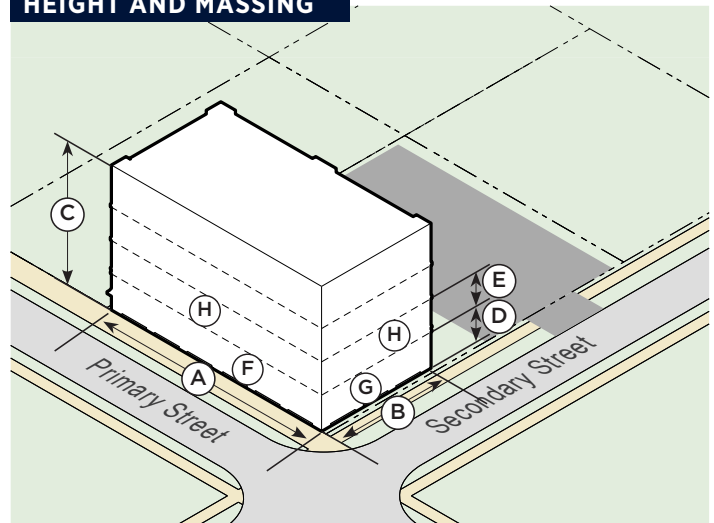 HEIGHT AND MASSING
C
E
D
H
H
F
A
G
B
Primary Street
Secondary Street